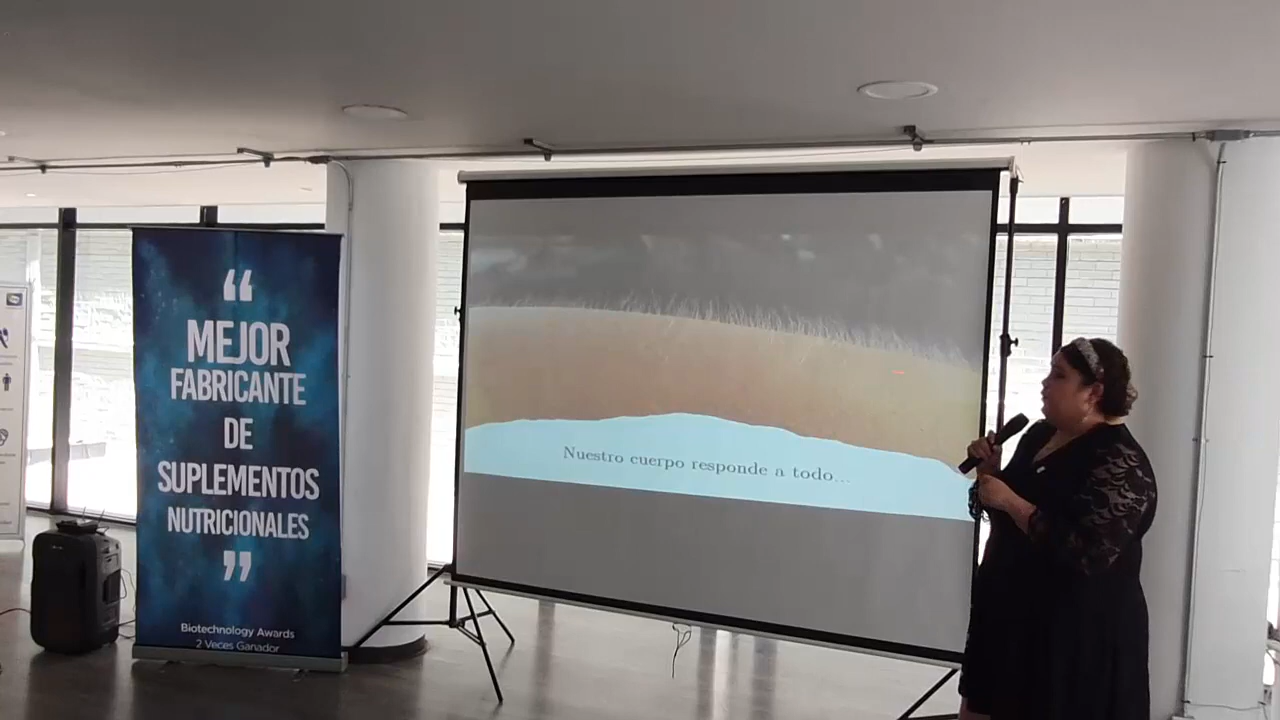 “
MEJOR
FABRICANTE
DE
SUPLEMENTOS
NUTRICIONALES
”
Biotechnology Awards
2 Veces Ganador
Nuestro cuerpo responde a todo...